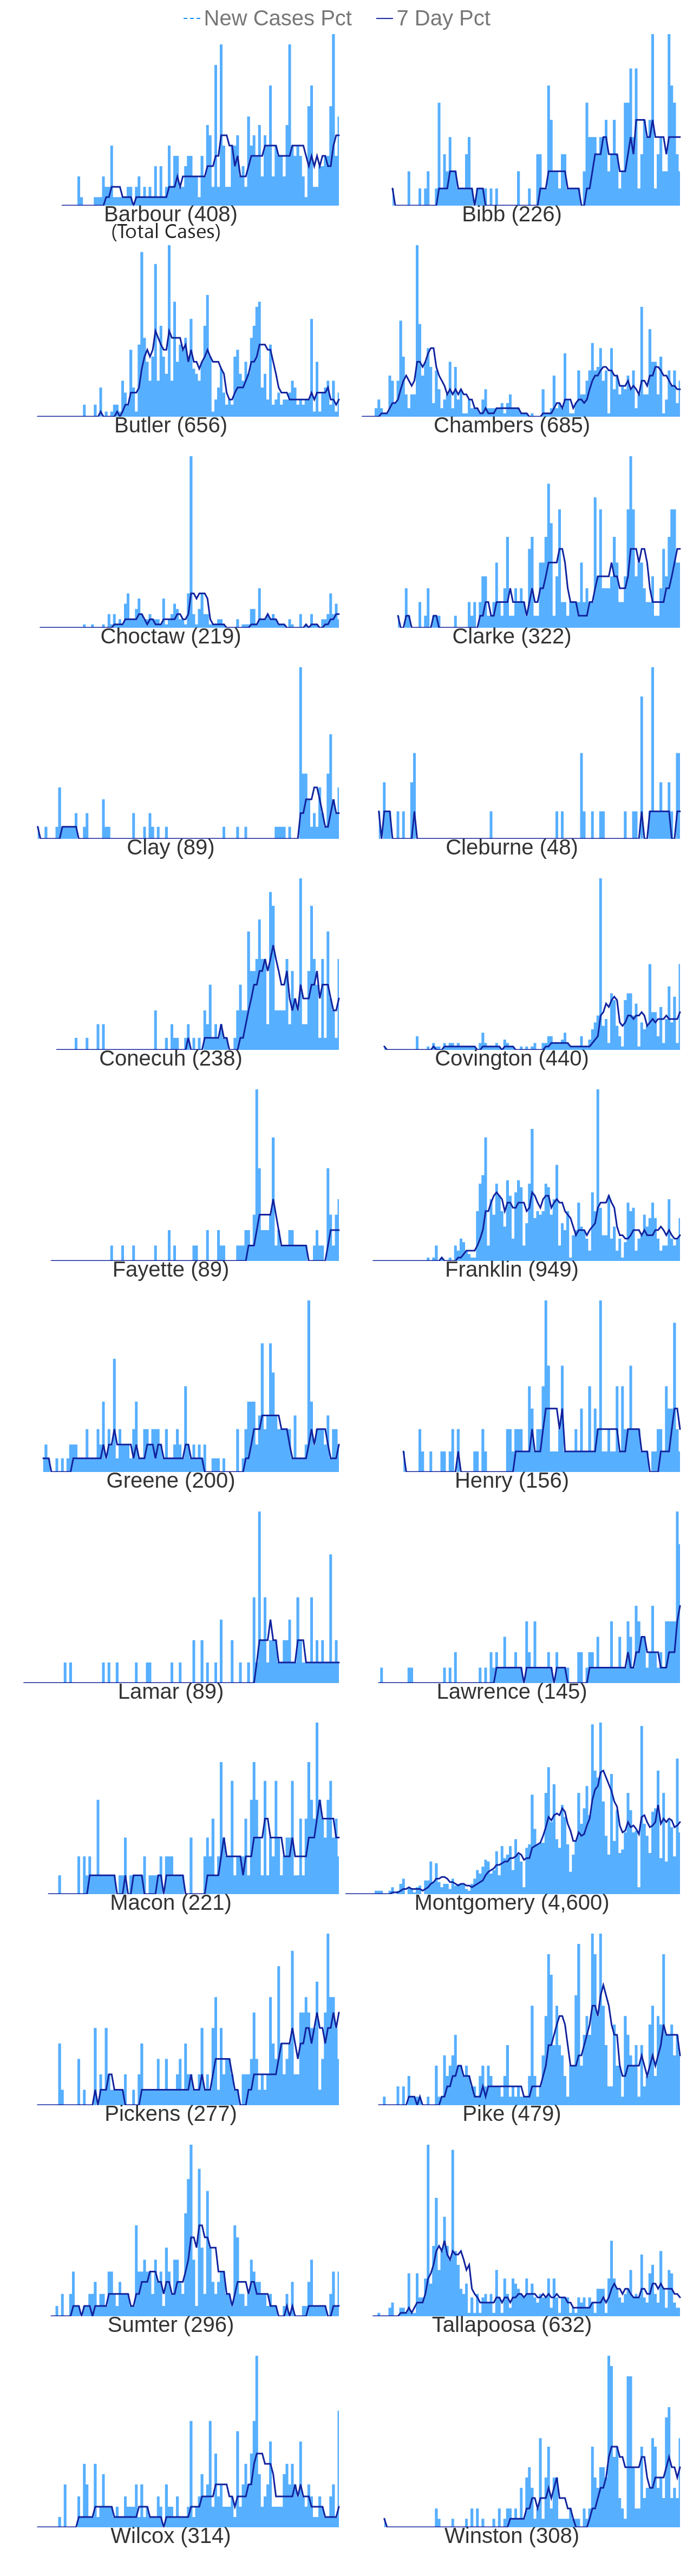 New Cases Pct 7 Day Pct
Barbour (408) Bibb (226)
(Total Cases)
Butler (656) Chambers (685)
Choctaw (219) Clarke (322)
Clay (89) Cleburne (48)
Conecuh (238) Covington (440)
Fayette (89) Franklin (949)
Greene (200) Henry (156)
Lamar (89) Lawrence (145)
Macon (221) Montgomery (4,600)
Pickens (277) Pike (479)
Sumter (296) Tallapoosa (632)
Wilcox (314) Winston (308)